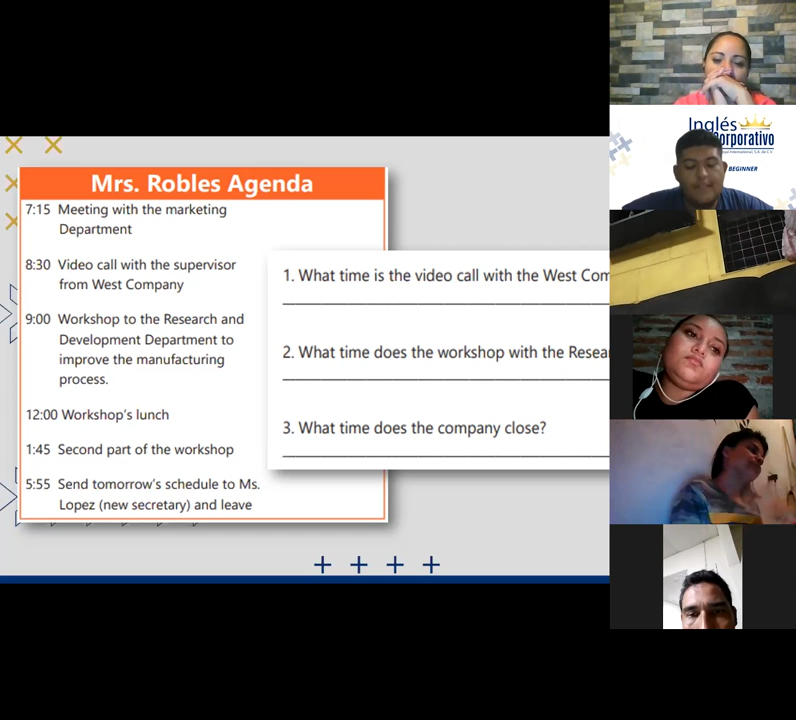 Mrs. Robles Agenda
7:15 Meeting with the marketing
Department
8:30 Video call with the supervisor
from West Company
9:00 Workshop to the Research and
Development Department to
improve the manufacturing
process.
12:00 Workshop's lunch
1:45 Second part of the workshop
5:55 Send tomorrow's schedule to Ms.
Lopez (new secretary) and leave
1. What time is the video call with the West Com
2. What time does the workshop with the Resea
3. What time does the company close?
Inglés
orporativo
BEGINNER